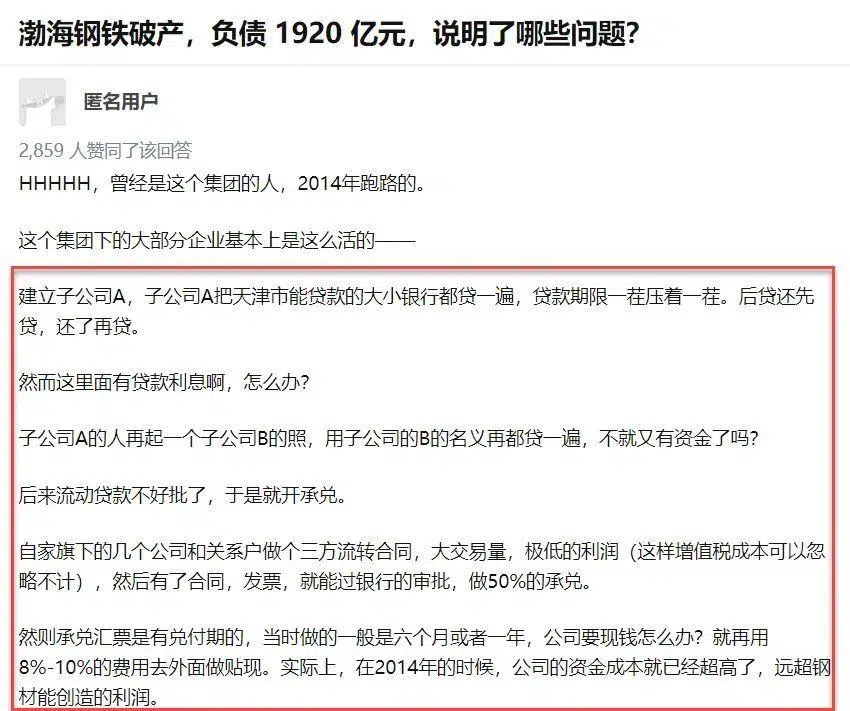 渤海钢铁破产，负债 1920 亿元，说明了哪些问题？
匿名用户
2,859 人赞同了该回答
HHHHH，曾经是这个集团的人，2014年跑路的。
这个集团下的大部分企业基本上是这么活的——
建立子公司A，子公司A把天津市能贷款的大小银行都贷一遍，贷款期限一茬压着一茬。后贷还先
贷，还了再贷。
然而这里面有贷款利息啊，怎么办？
子公司A的人再起一个子公司B的照，用子公司的B的名义再都贷一遍，不就又有资金了吗？
后来流动贷款不好批了，于是就开承兑。
自家旗下的几个公司和关系户做个三方流转合同，大交易量，极低的利润（这样增值税成本可以忽
略不计），然后有了合同，发票，就能过银行的审批，做50%的承兑。
然则承兑汇票是有兑付期的，当时做的一般是六个月或者一年，公司要现钱怎么办？就再用
8%-10%的费用去外面做贴现。实际上，在2014年的时候，公司的资金成本就已经超高了，远超钢
材能创造的利润。